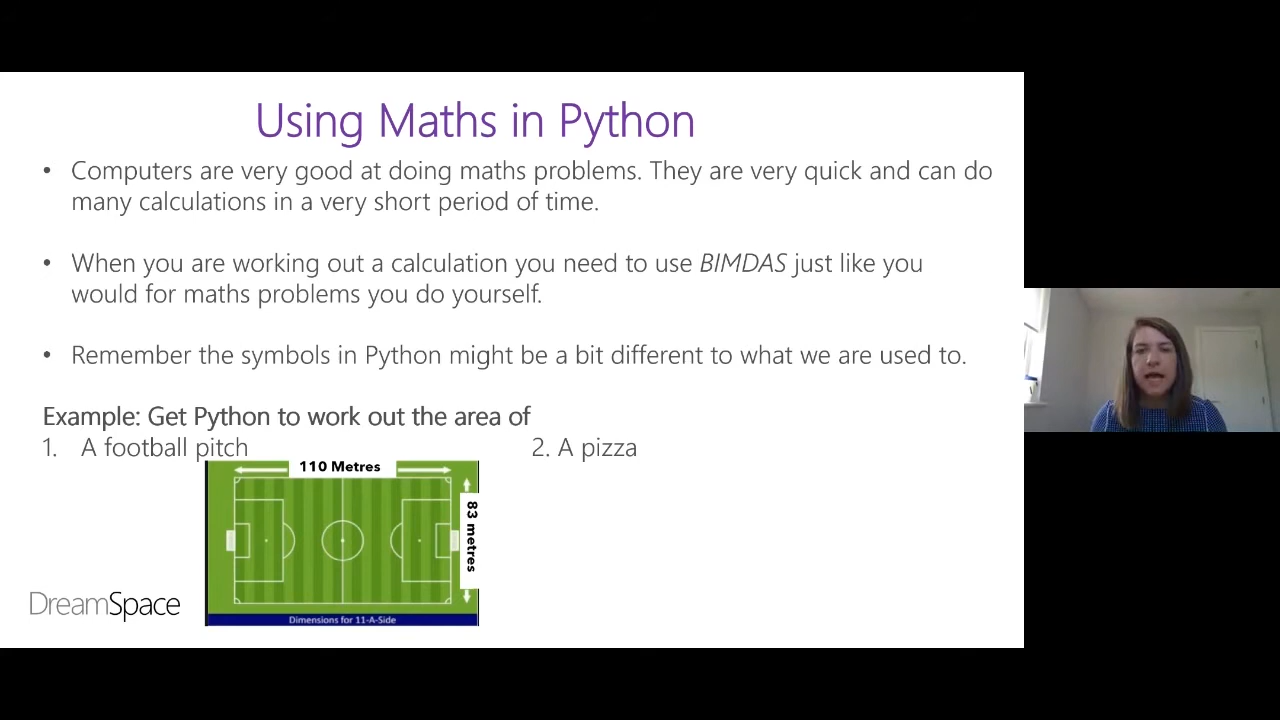 Using Maths in Python
• Computers are very good at doing maths problems. They are very quick and can do
many calculations in a very short period of time.
• When you are working out a calculation you need to use BIMDAS just like you
would for maths problems you do yourself.
• Remember the symbols in Python might be a bit different to what we are used to.
Example: Get Python to work out the area of
1. A football pitch
2. A pizza
110 Metres
83 metres
Dimensions for 11-A-Side
DreamSpace